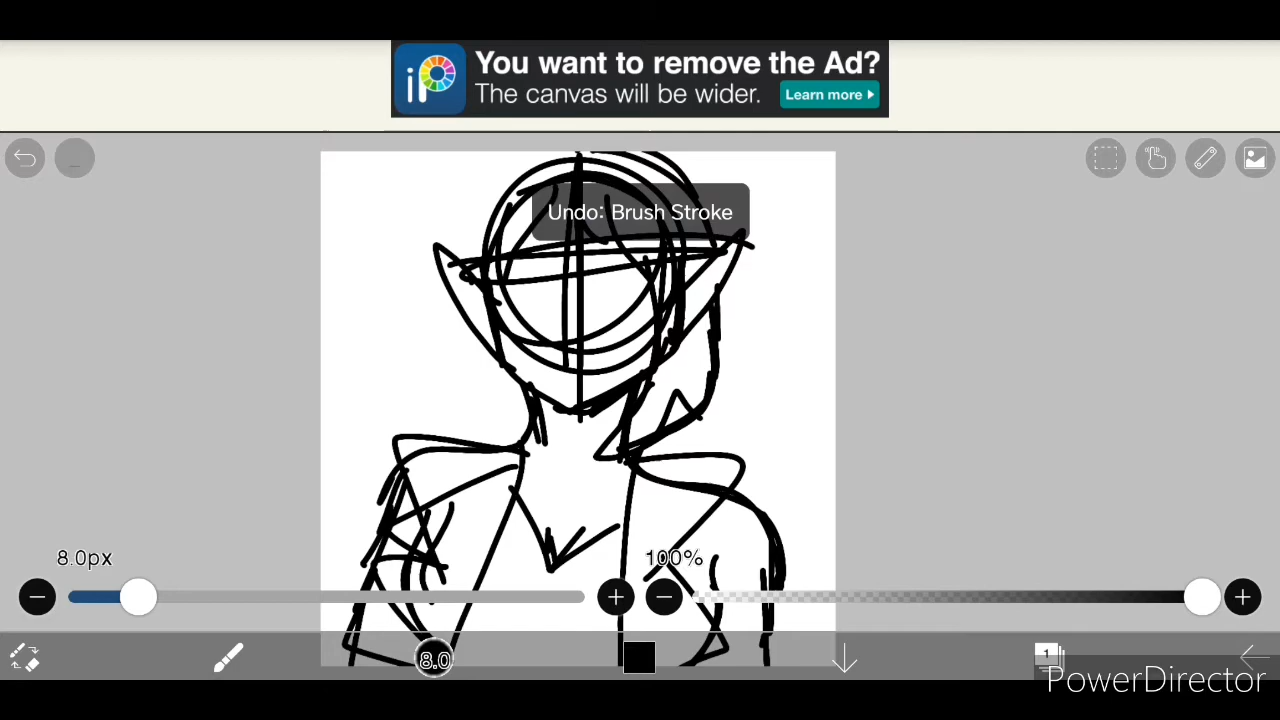 iP
You want to remove the Ad?
The canvas will be wider.
Learn more
Undo: Brush Stroke
8.0px
100%
8.0
1
PowerDirector